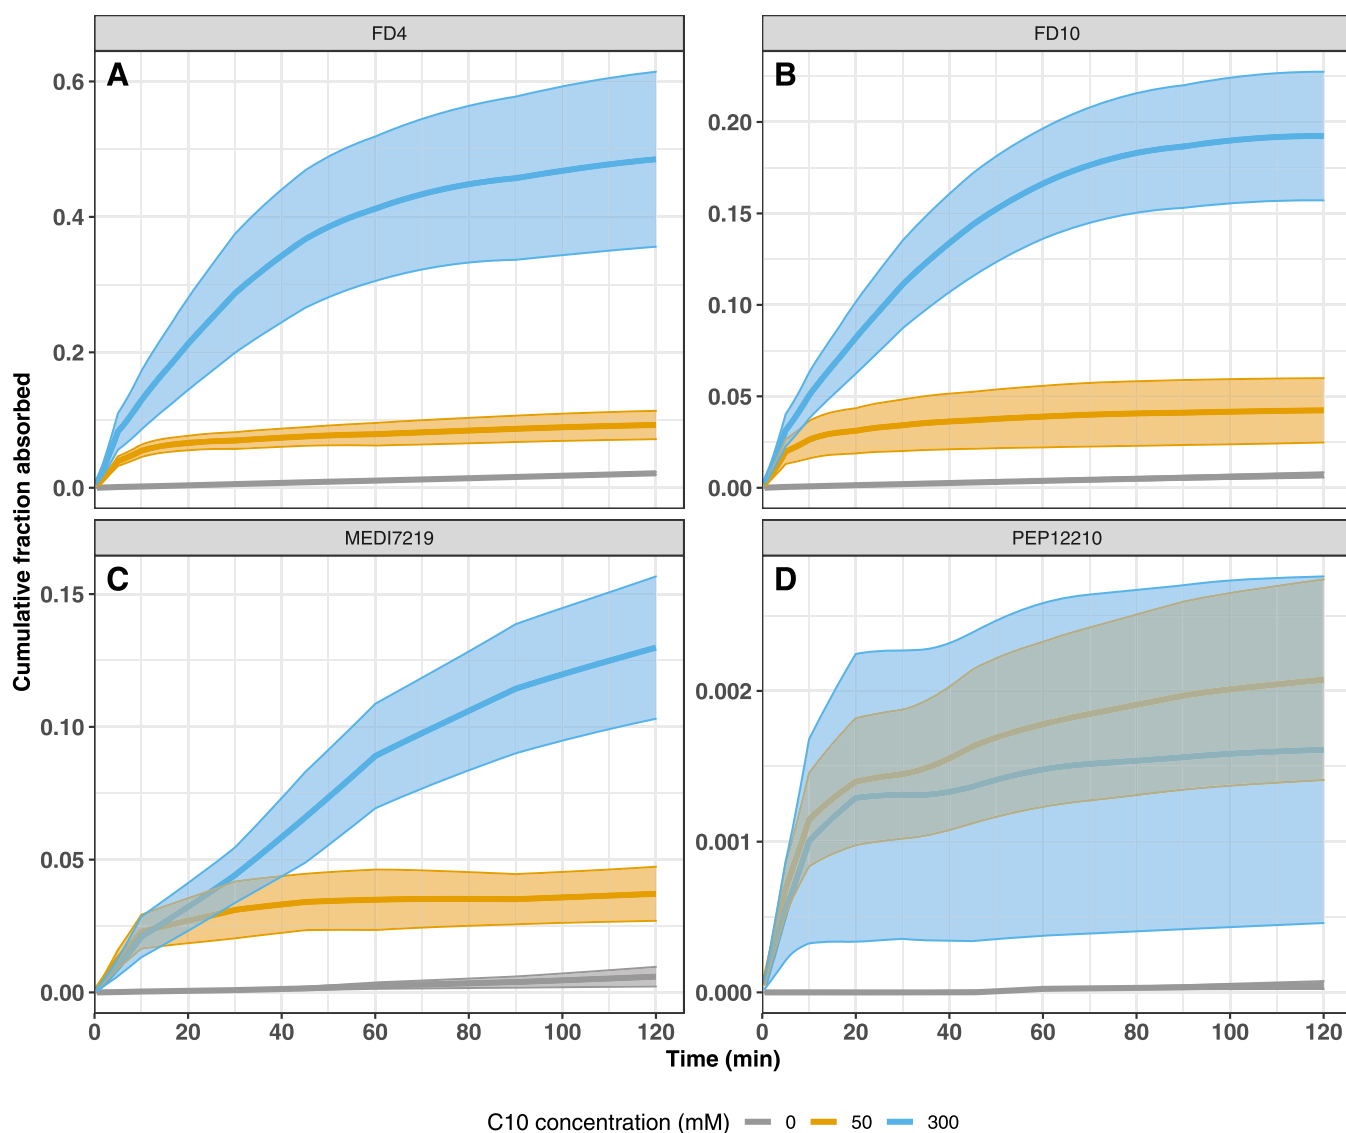 FD4
FD10
A
B
0.6
0.4
0.2
0.0
0.20
0.15
0.10
0.05
0.00
MEDI7219
PEP12210
C
D
0.15
0.10
0.05
0.00
0.002
0.001
0.000
0 20 40 60 80 100 120
0 20 40 60 80 100 120
Cumulative fraction absorbed
Time (min)
C10 concentration (mM) 0 50 300